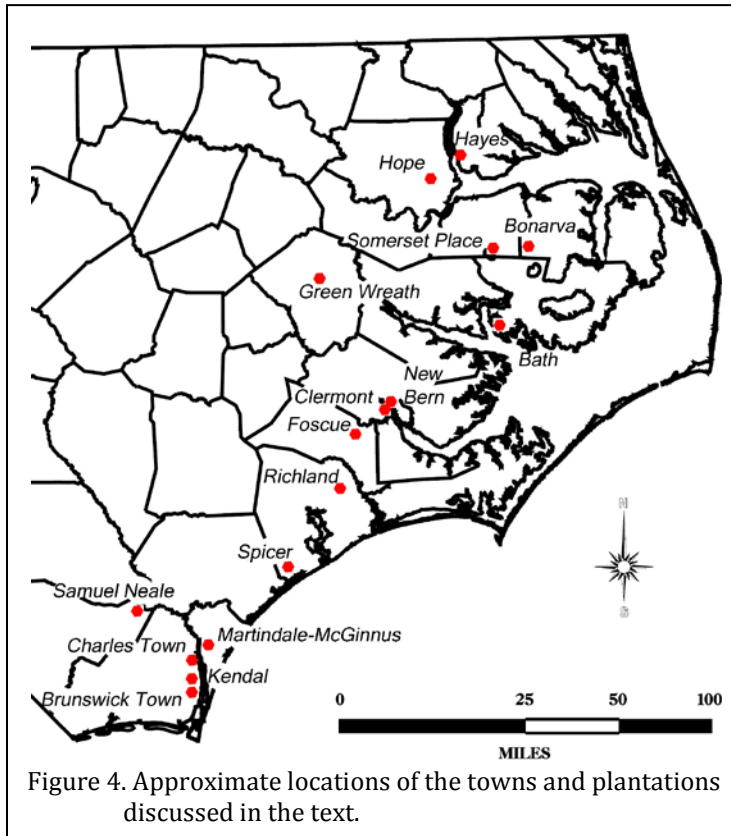 Hayes
Hope
Bonarva
Somerset Place
Green Wreath
Bath
New
Clermont Bern
Foscue
Richland
N
S
Spicer
Samuel Neale
Martindale-McGinnus
Charles Town
Kendal
Brunswick Town
0 25 50 100
MILES
Figure 4. Approximate locations of the towns and plantations
discussed in the text.